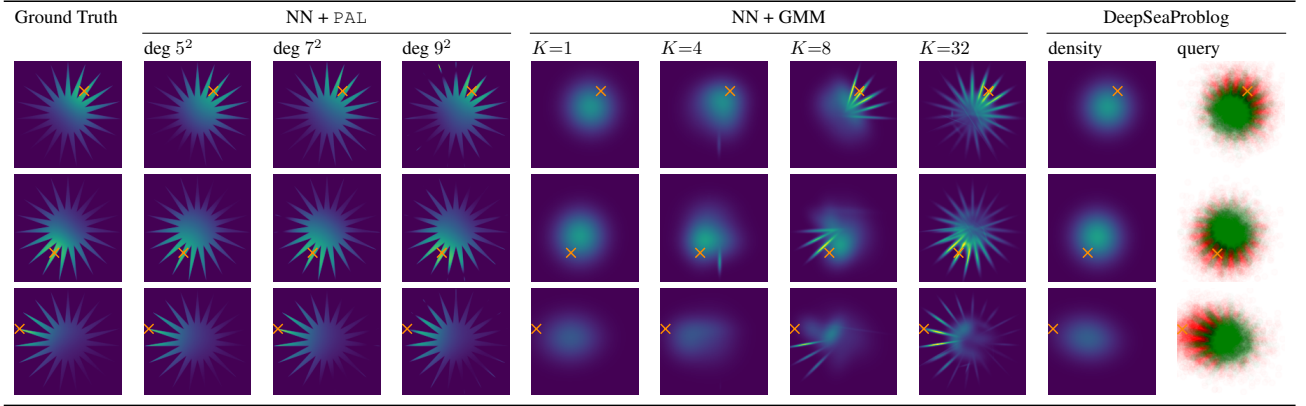 Ground Truth NN + PAL NN + GMM DeepSeaProblog
deg 5² deg 7² deg 9² K=1 K=4 K=8 K=32 density query